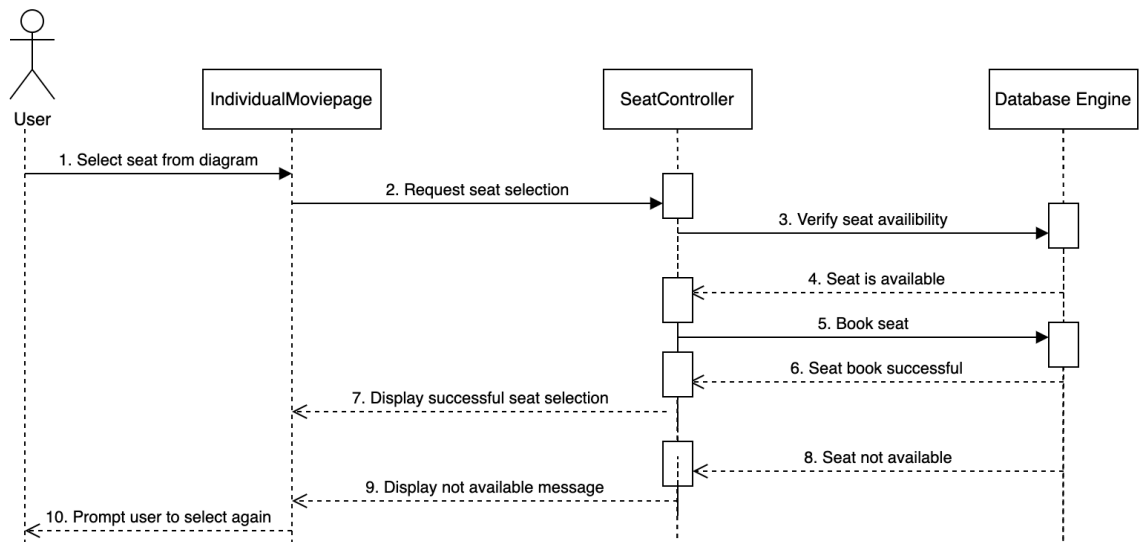 User
IndividualMoviepage
SeatController
Database Engine
1. Select seat from diagram
2. Request seat selection
3. Verify seat availibility
4. Seat is available
5. Book seat
6. Seat book successful
7. Display successful seat selection
8. Seat not available
9. Display not available message
10. Prompt user to select again